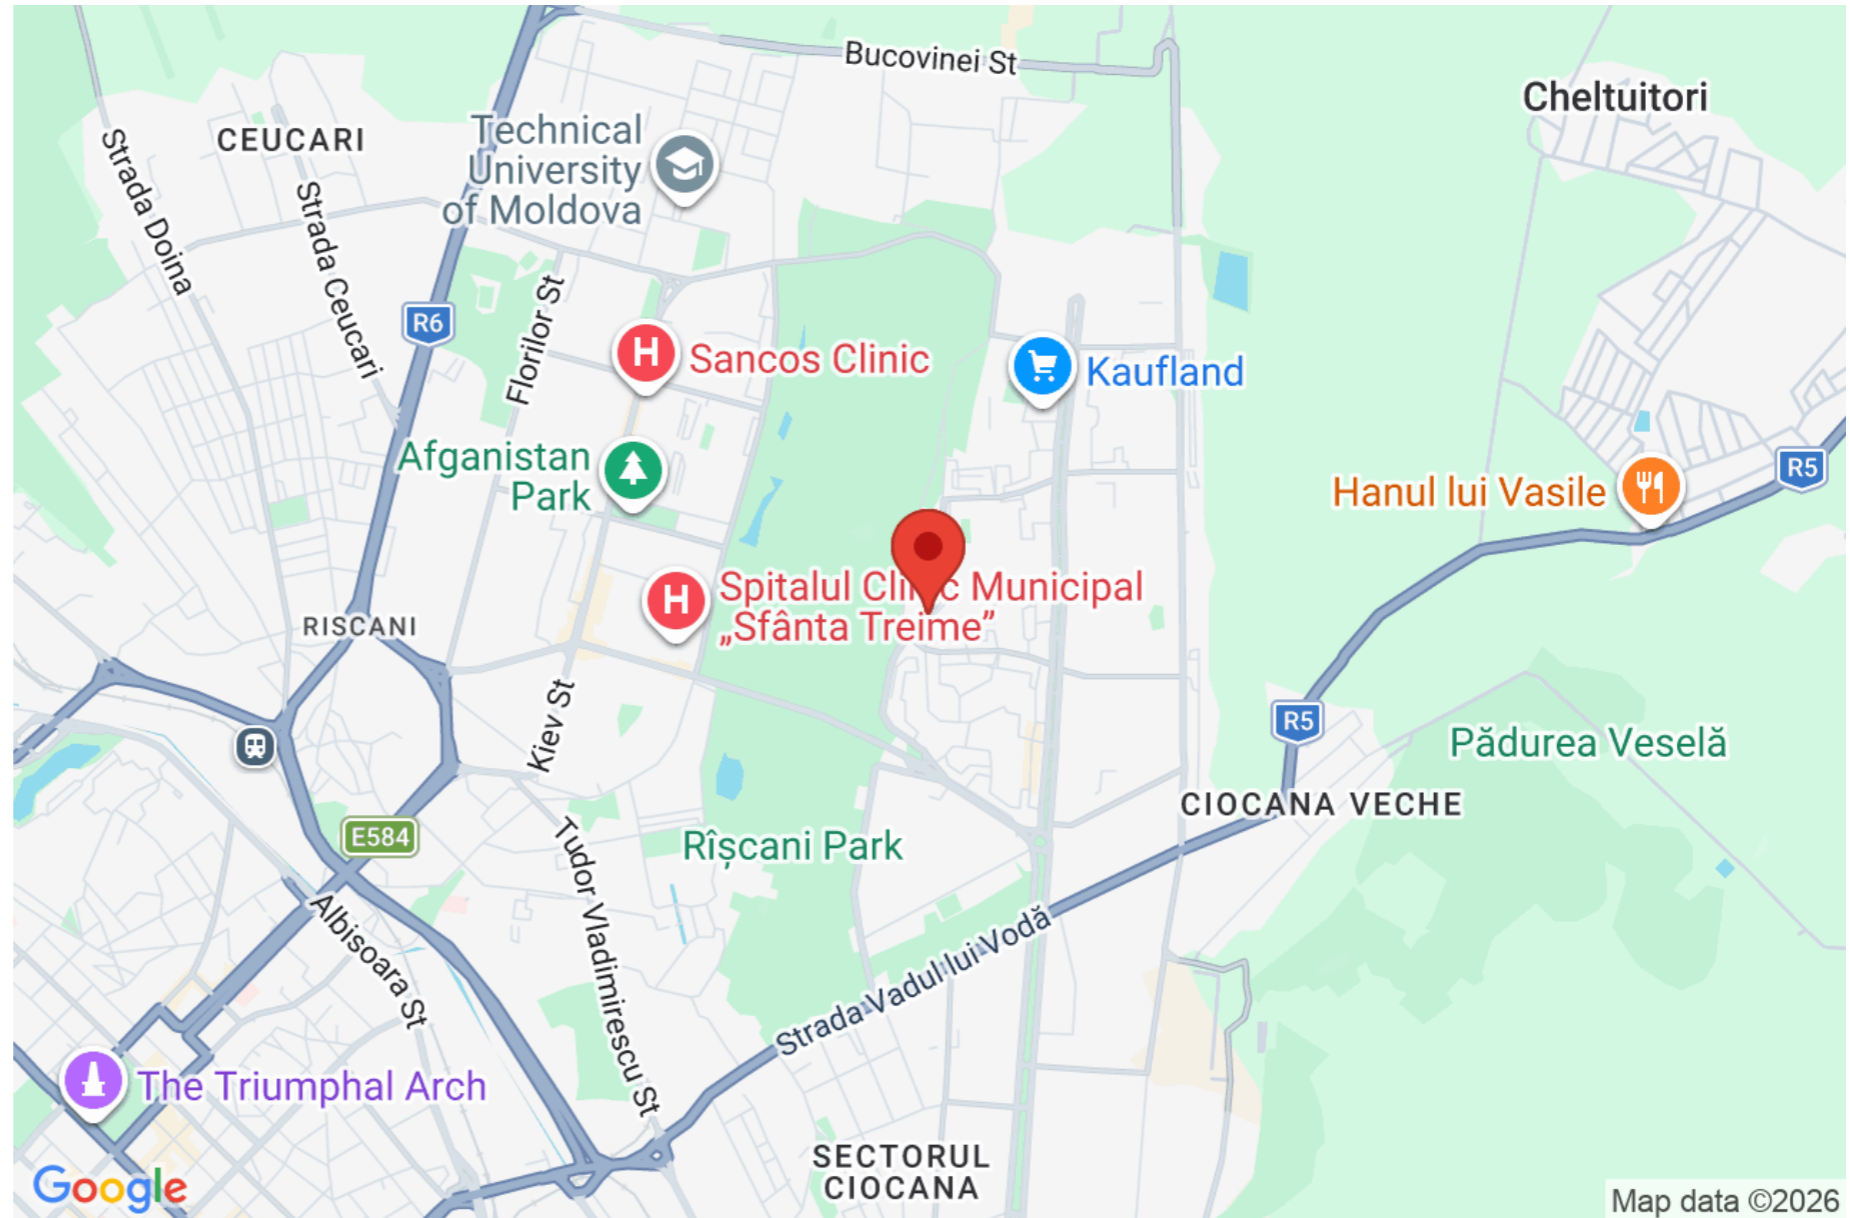 Bucovinei St
Cheltuitori
CEUCARI
Technical
University
of Moldova
Strada Doina
Strada Ceucari
Florilor St
R6
Sancos Clinic
Kaufland
Afganistan
Park
Hanul lui Vasile
R5
Spitalul Clinic Municipal
„Sfânta Treime”
RISCANI
Kiev St
R5
Pădurea Veselă
CIOCANA VECHE
E584
Rîșcani Park
Tudor Vladimirescu St
Albisoara St
Strada Vadul lui Vodă
The Triumphal Arch
SECTORUL
CIOCANA
Google
Map data ©2026